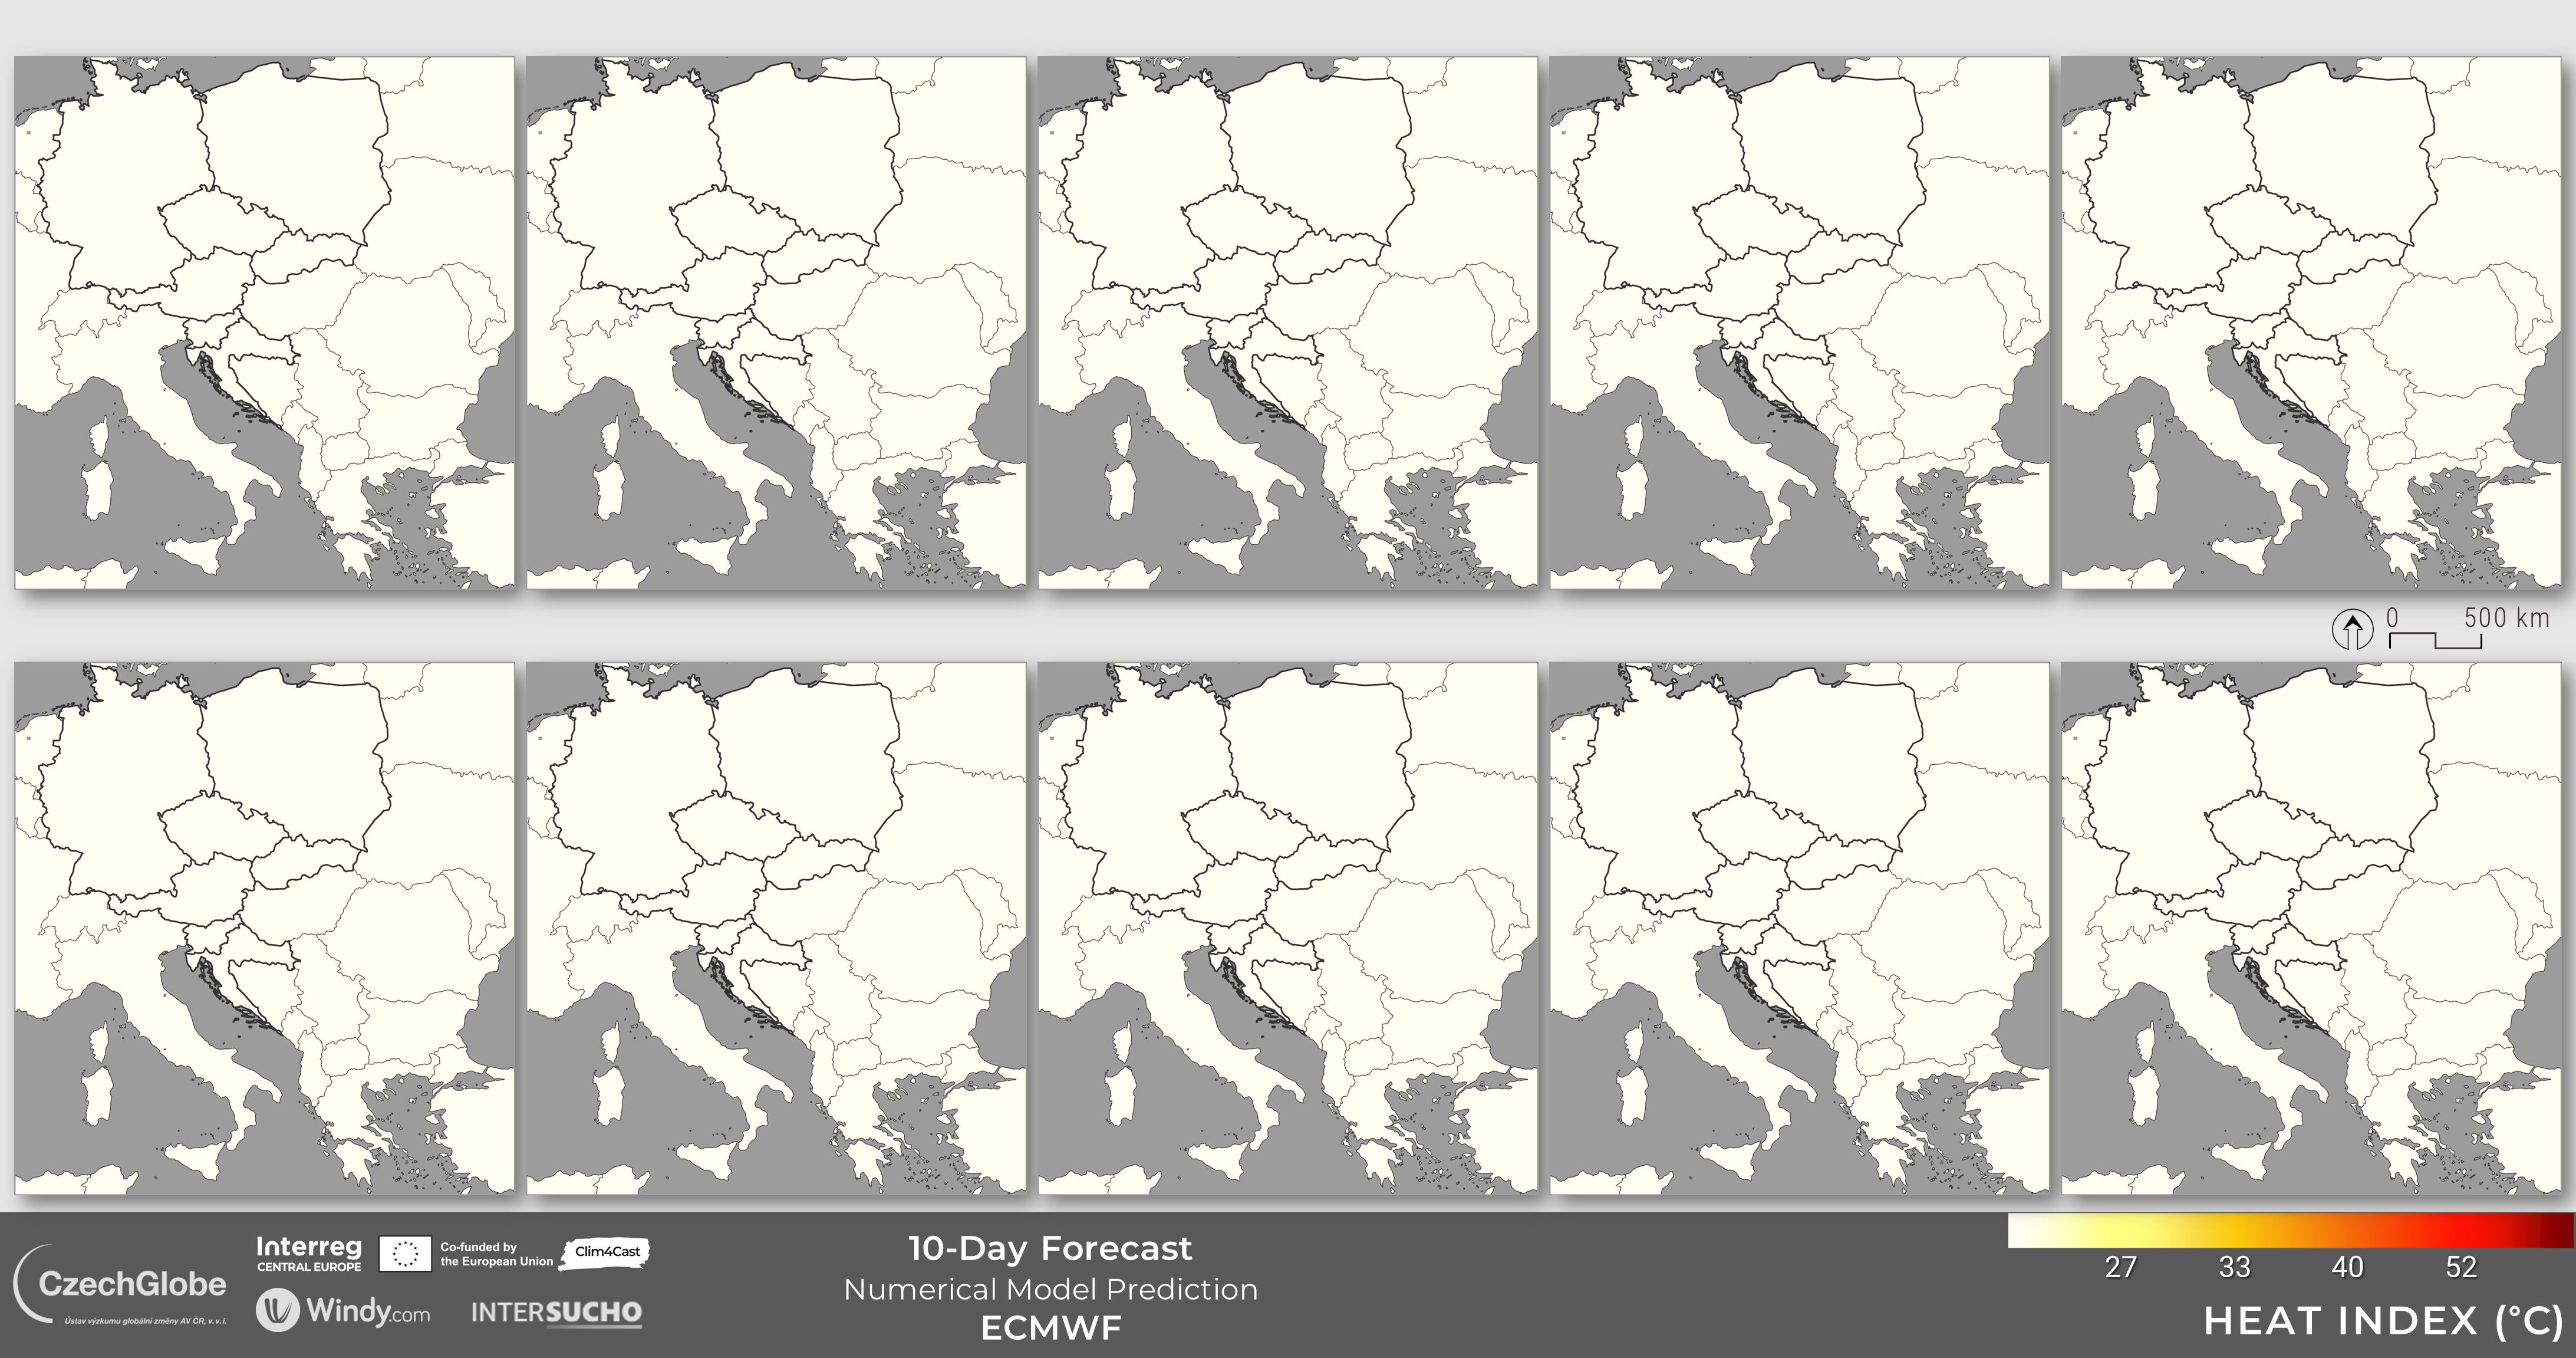 0 500 km
Interreg
CENTRAL EUROPE
Co-funded by
the European Union
Clim4Cast
CzechGlobe
Ústav výzkumu globální změny AV ČR, v. v. i.
Windy.com
INTERSUCHO
10-Day Forecast
Numerical Model Prediction
ECMWF
27 33 40 52
HEAT INDEX (°C)